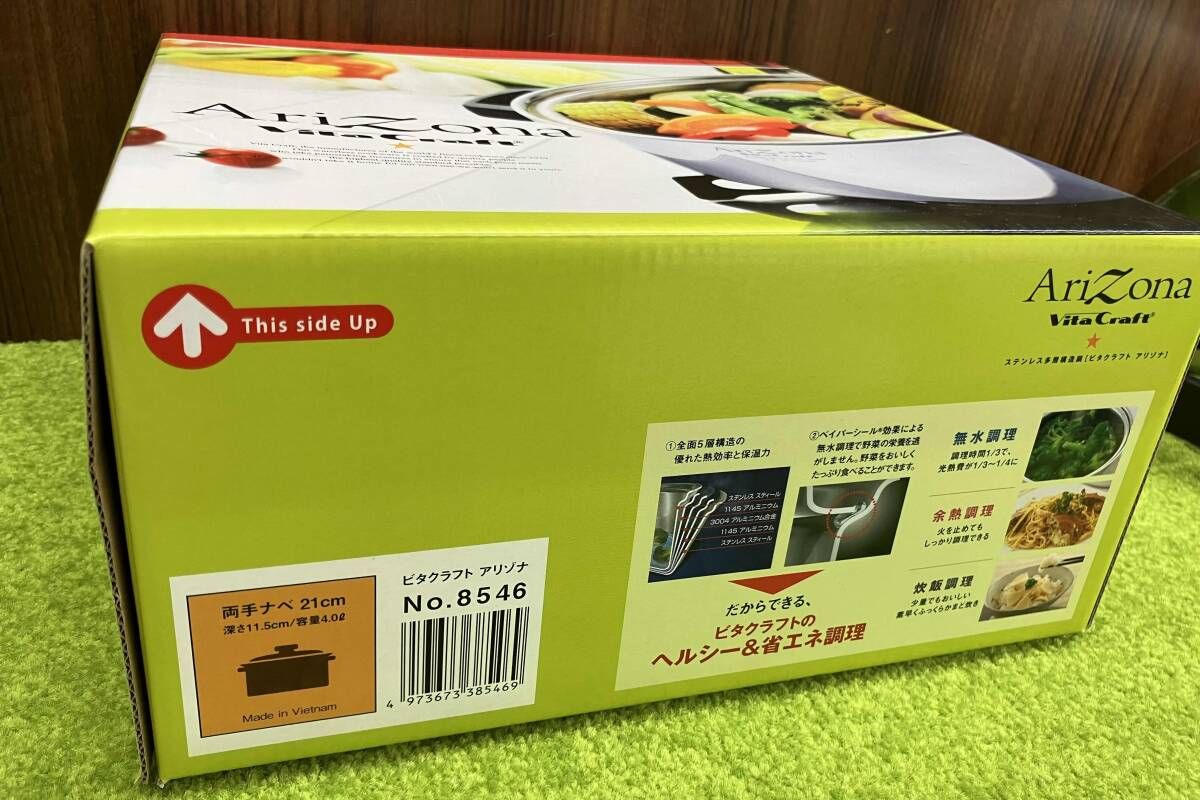 AriZona
VitaCraft®
Arizona
This side Up
AriZona
VitaCraft®
ステンレス多層構造鍋[ビタクラフト アリゾナ]
①全面5層構造の
優れた熱効率と保温力
ステンレス スティール
1145 アルミニウム
3004 アルミニウム合金
1145 アルミニウム
ステンレス スティール
②ベイパーシール®効果による
無水調理で野菜の栄養を逃
がしません。野菜をおいしく
たっぷり食べることができます。
だからできる、
ビタクラフトの
ヘルシー&省エネ調理
無水調理
調理時間1/3で、
光熱費が1/3~1/4に
余熱調理
火を止めても
しっかり調理できる
炊飯調理
少量でもおいしい
素早くふっくらかまど炊き
両手ナベ 21cm
深さ11.5cm/容量4.0ℓ
Made in Vietnam
ビタクラフト アリゾナ
No.8546
4 973673 385469